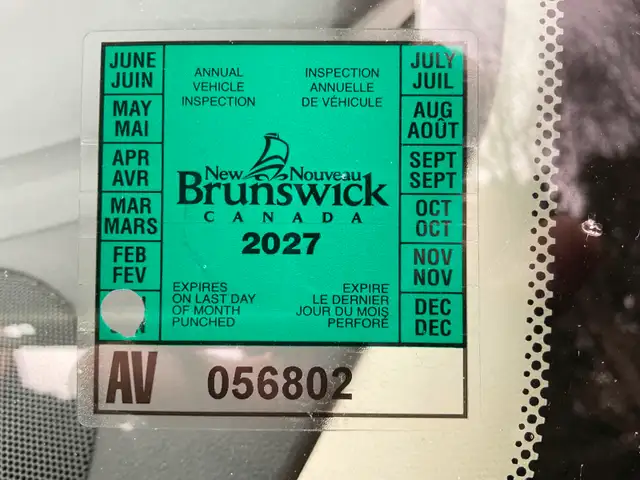 JUNE
JUIN
MAY
MAI
APR
AVR
MAR
MARS
FEB
FEV
ANNUAL
VEHICLE
INSPECTION
INSPECTION
ANNUELLE
DE VÉHICULE
New Nouveau
Brunswick
CANADA
2027
EXPIRES
ON LAST DAY
OF MONTH
PUNCHED
EXPIRE
LE DERNIER
JOUR DU MOIS
PERFORÉ
JULY
JUIL
AUG
AOÛT
SEPT
SEPT
OCT
OCT
NOV
NOV
DEC
DEC
AV 056802